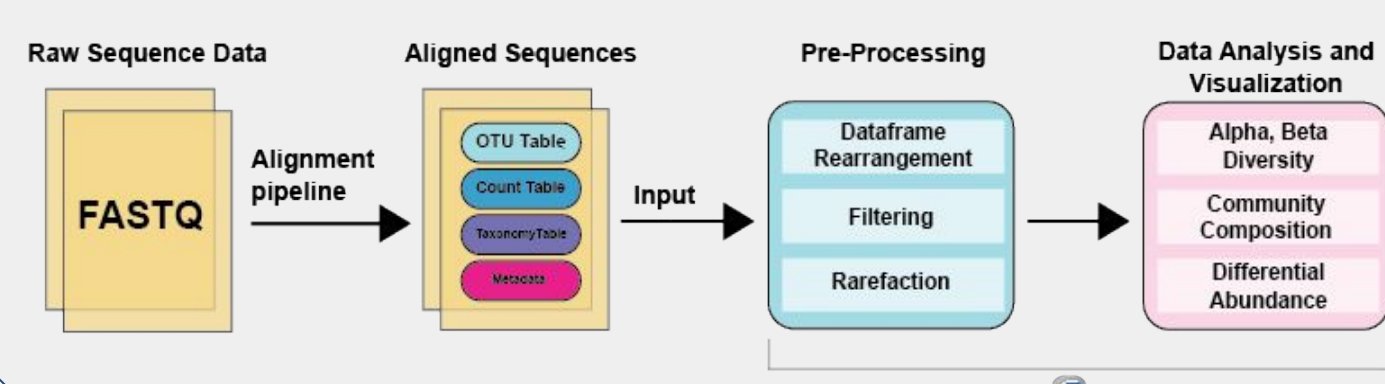 Raw Sequence Data
FASTQ
Alignment
pipeline
Aligned Sequences
OTU Table
Count Table
TaxonomyTable
Metadata
Input
Pre-Processing
Dataframe
Rearrangement
Filtering
Rarefaction
Data Analysis and
Visualization
Alpha, Beta
Diversity
Community
Composition
Differential
Abundance